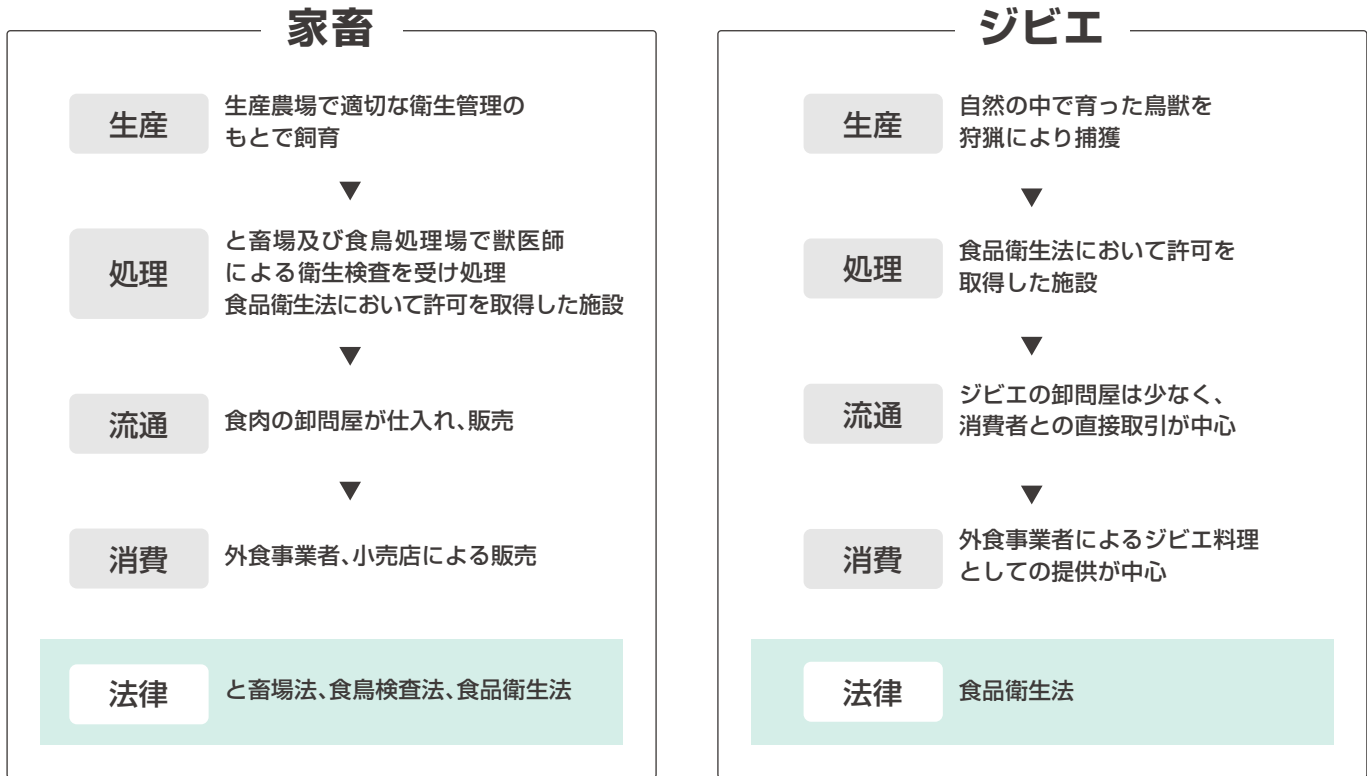 家畜
生産
生産農場で適切な衛生管理の
もとで飼育
▼
処理
と畜場及び食鳥処理場で獣医師
による衛生検査を受け処理
食品衛生法において許可を取得した施設
▼
流通
食肉の卸問屋が仕入れ、販売
▼
消費
外食事業者、小売店による販売
法律
と畜場法、食鳥検査法、食品衛生法
ジビエ
生産
自然の中で育った鳥獣を
狩猟により捕獲
▼
処理
食品衛生法において許可を
取得した施設
▼
流通
ジビエの卸問屋は少なく、
消費者との直接取引が中心
▼
消費
外食事業者によるジビエ料理
としての提供が中心
法律
食品衛生法